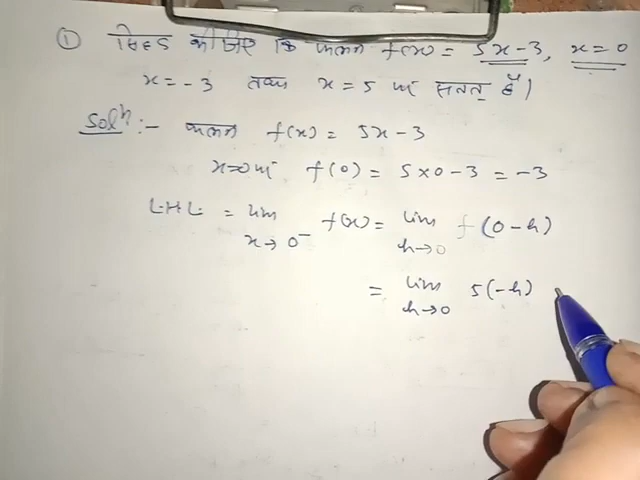 ① सिद्ध कीजिए कि फलन f(x) = 5x-3, x=0
x=-3 तथा x=5 पर सतत् हैं।
Solⁿ:- फलन f(x) = 5x-3
x=0 पर f(0) = 5×0-3 = -3
L.H.L. = lim x→0⁻ f(x) = lim h→0 f(0-h)
= lim h→0 5(-h)